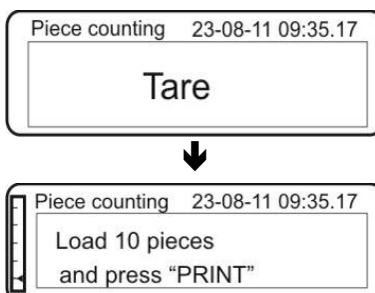 Piece counting 23-08-11 09:35.17
Tare
Piece counting 23-08-11 09:35.17
Load 10 pieces
and press “PRINT”